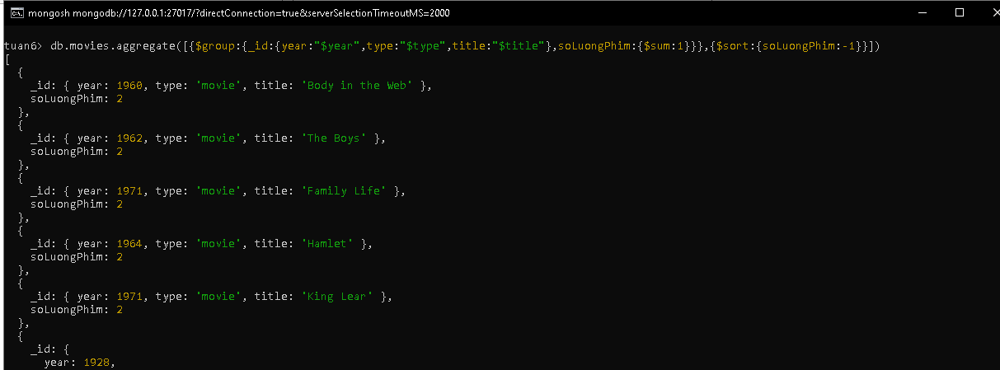 mongosh mongodb://127.0.0.1:27017/?directConnection=true&serverSelectionTimeoutMS=2000
tuan6> db.movies.aggregate([{$group:{_id:{year:"$year",type:"$type",title:"$title"},soLuongPhim:{$sum:1}}},{$sort:{soLuongPhim:-1}}])
[
  {
    _id: { year: 1960, type: 'movie', title: 'Body in the Web' },
    soLuongPhim: 2
  },
  {
    _id: { year: 1962, type: 'movie', title: 'The Boys' },
    soLuongPhim: 2
  },
  {
    _id: { year: 1971, type: 'movie', title: 'Family Life' },
    soLuongPhim: 2
  },
  {
    _id: { year: 1964, type: 'movie', title: 'Hamlet' },
    soLuongPhim: 2
  },
  {
    _id: { year: 1971, type: 'movie', title: 'King Lear' },
    soLuongPhim: 2
  },
  {
    _id: {
      year: 1928,